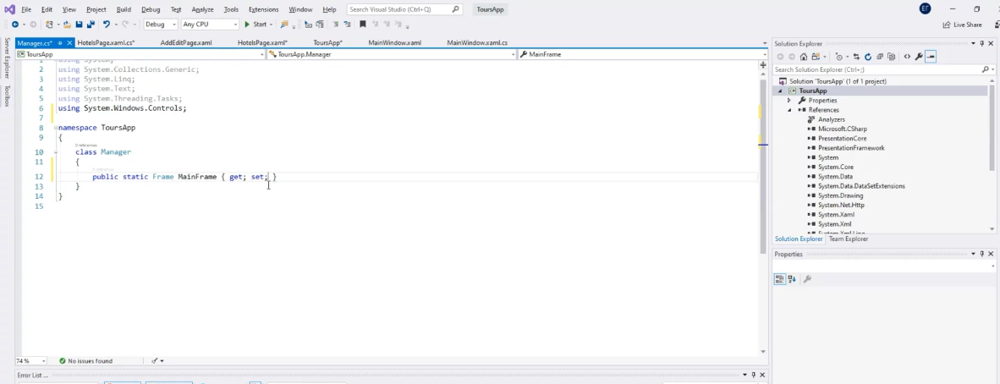 File Edit View Project Build Debug Test Analyze Tools Extensions Window Help Search Visual Studio (Ctrl+Q) ToursApp ЕГ
Debug Any CPU Start Live Share
Server Explorer
Toolbox
Manager.cs* HotelsPage.xaml.cs* AddEditPage.xaml HotelsPage.xaml* ToursApp* MainWindow.xaml MainWindow.xaml.cs
ToursApp ToursApp.Manager MainFrame
using System;
2 using System.Collections.Generic;
3 using System.Linq;
4 using System.Text;
5 using System.Threading.Tasks;
6 using System.Windows.Controls;
7
8 namespace ToursApp
9 {
0 references
10 class Manager
11 {
0 references
12 public static Frame MainFrame { get; set; }
13 }
14 }
15
74 % No issues found
Error List ...
Solution Explorer
Search Solution Explorer (Ctrl+;)
Solution 'ToursApp' (1 of 1 project)
ToursApp
Properties
References
Analyzers
Microsoft.CSharp
PresentationCore
PresentationFramework
System
System.Core
System.Data
System.Data.DataSetExtensions
System.Drawing
System.Net.Http
System.Xaml
System.Xml
System.Xml.Linq
Solution Explorer Team Explorer
Properties